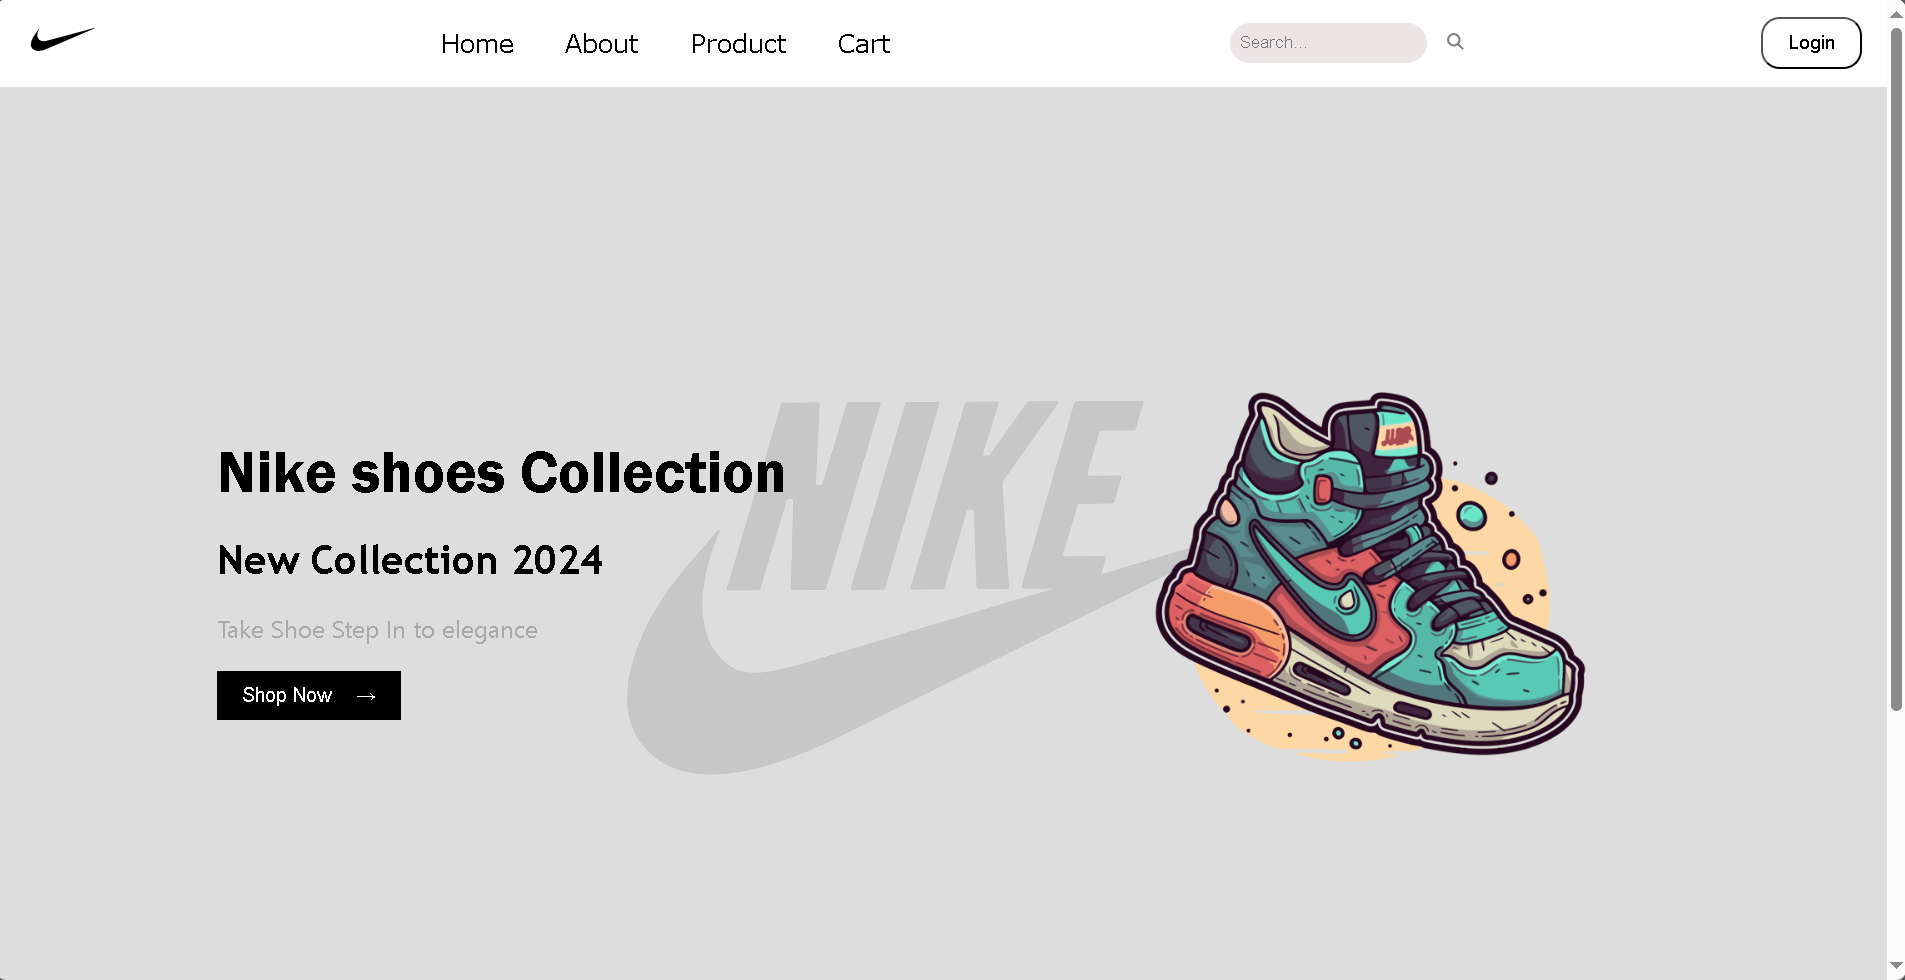 Home About Product Cart Search... Login
NIKE
Nike shoes Collection
New Collection 2024
Take Shoe Step In to elegance
Shop Now →